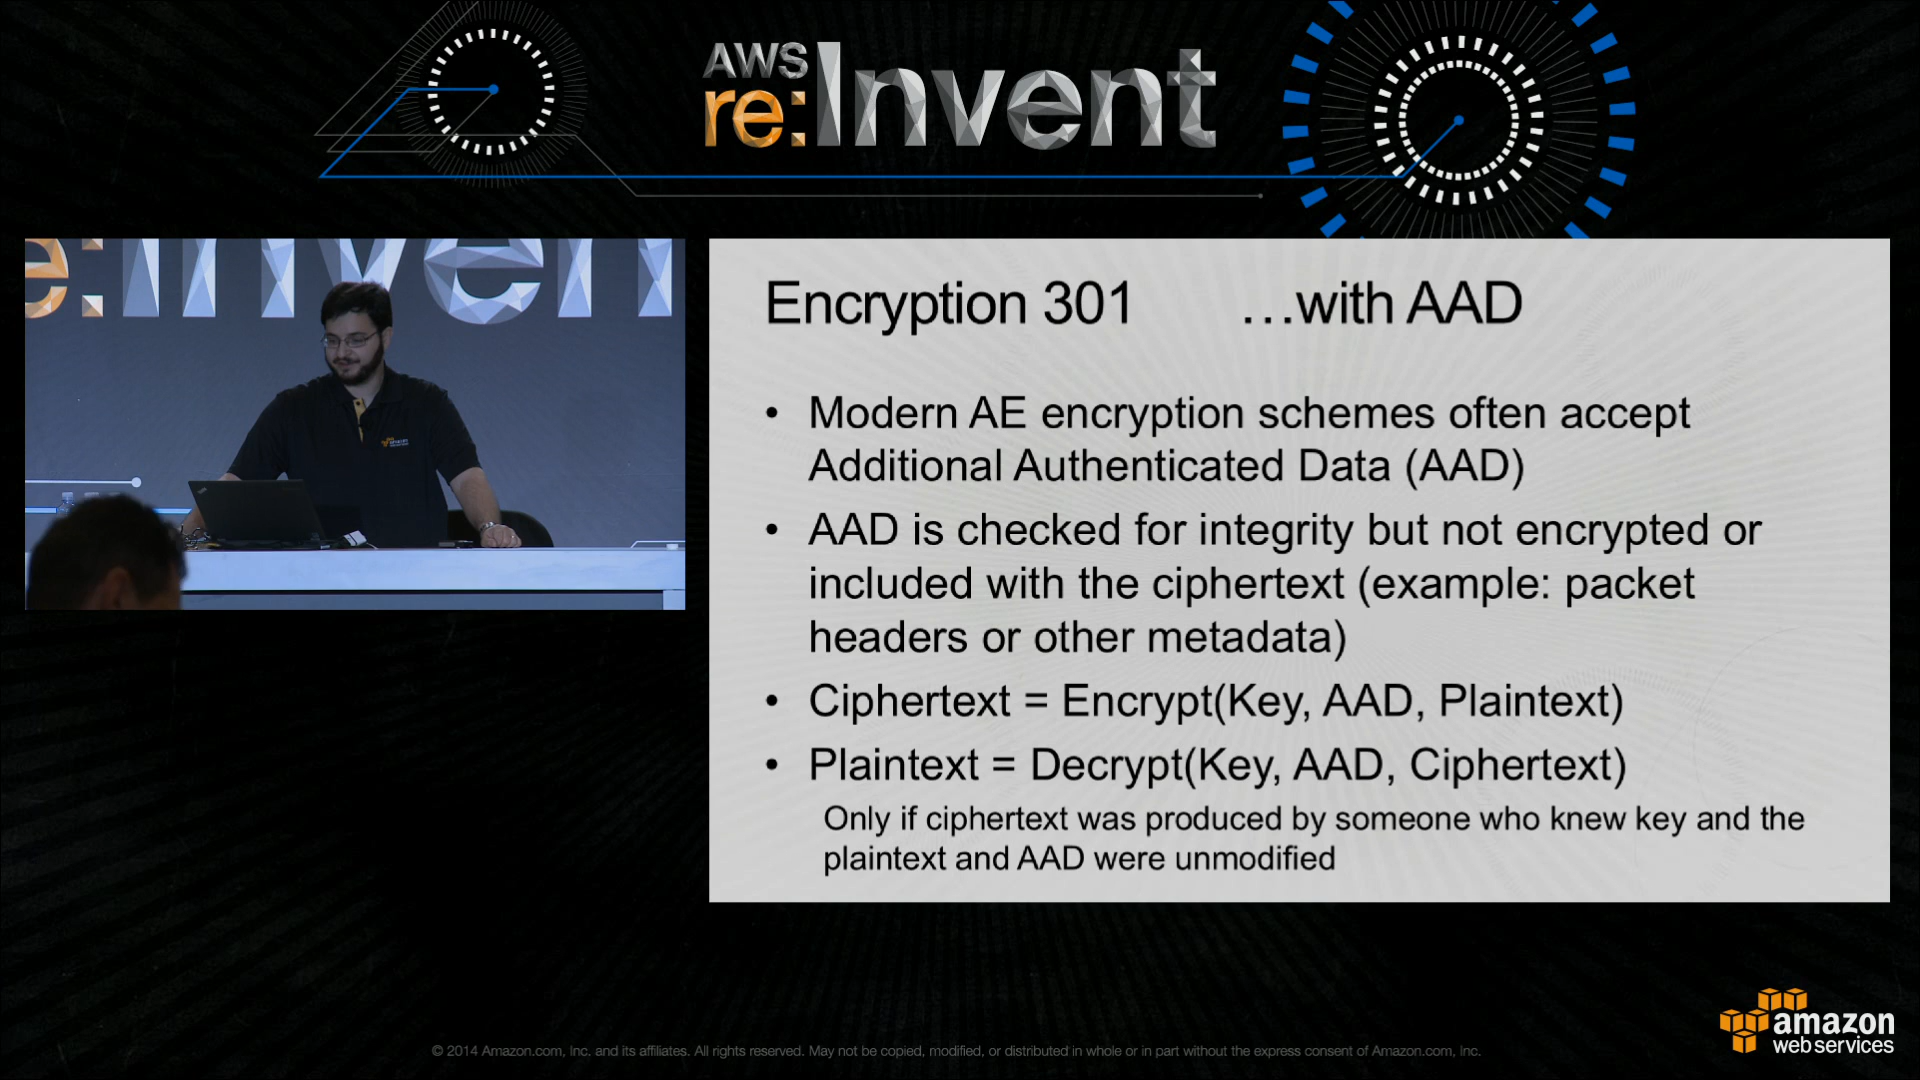 AWS
re:Invent
e:Inven
Encryption 301 …with AAD
• Modern AE encryption schemes often accept
Additional Authenticated Data (AAD)
• AAD is checked for integrity but not encrypted or
included with the ciphertext (example: packet
headers or other metadata)
• Ciphertext = Encrypt(Key, AAD, Plaintext)
• Plaintext = Decrypt(Key, AAD, Ciphertext)
Only if ciphertext was produced by someone who knew key and the
plaintext and AAD were unmodified
amazon
web services
© 2014 Amazon.com, Inc. and its affiliates. All rights reserved. May not be copied, modified, or distributed in whole or in part without the express consent of Amazon.com, Inc.